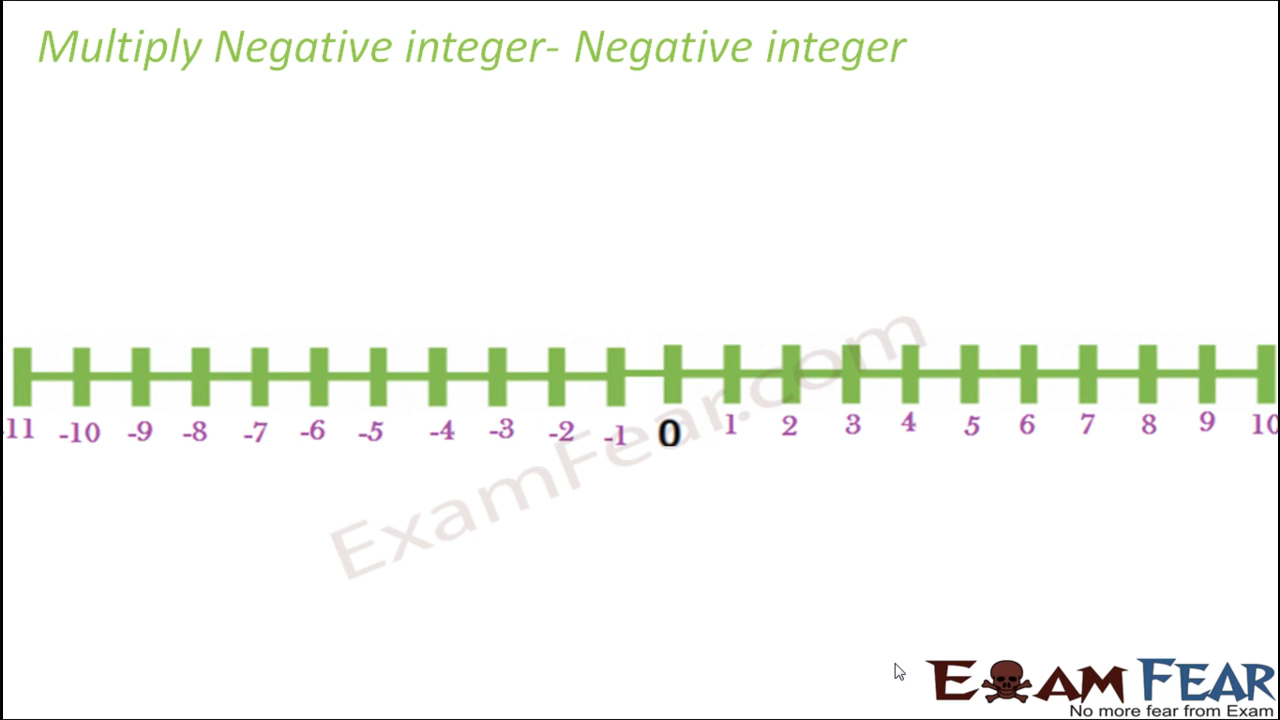 Multiply Negative integer- Negative integer
-11 -10 -9 -8 -7 -6 -5 -4 -3 -2 -1 0 1 2 3 4 5 6 7 8 9 10
ExamFear.com
EXAM FEAR
No more fear from Exam